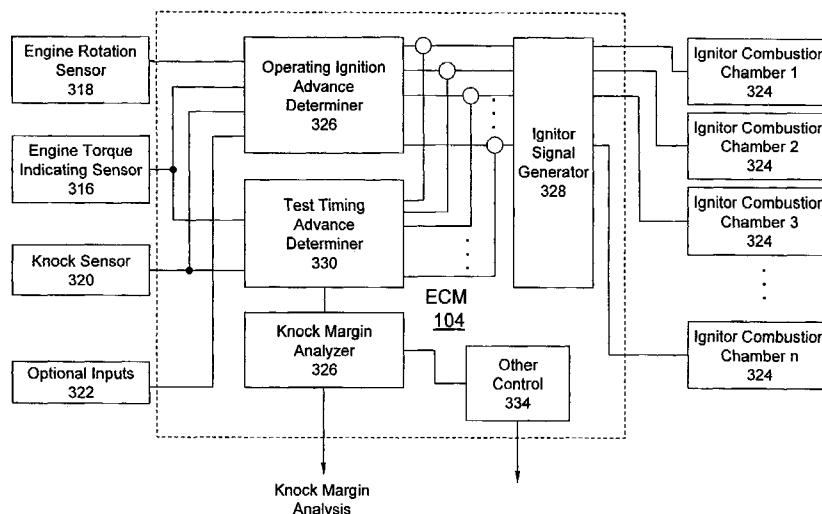 Engine Rotation
Sensor
318
Engine Torque
Indicating Sensor
316
Knock Sensor
320
Optional Inputs
322
Operating Ignition
Advance
Determiner
326
Test Timing
Advance
Determiner
330
ECM
104
Knock Margin
Analyzer
326
Other
Control
334
Knock Margin
Analysis
Ignitor
Signal
Generator
328
Ignitor Combustion
Chamber 1
324
Ignitor Combustion
Chamber 2
324
Ignitor Combustion
Chamber 3
324
Ignitor Combustion
Chamber n
324